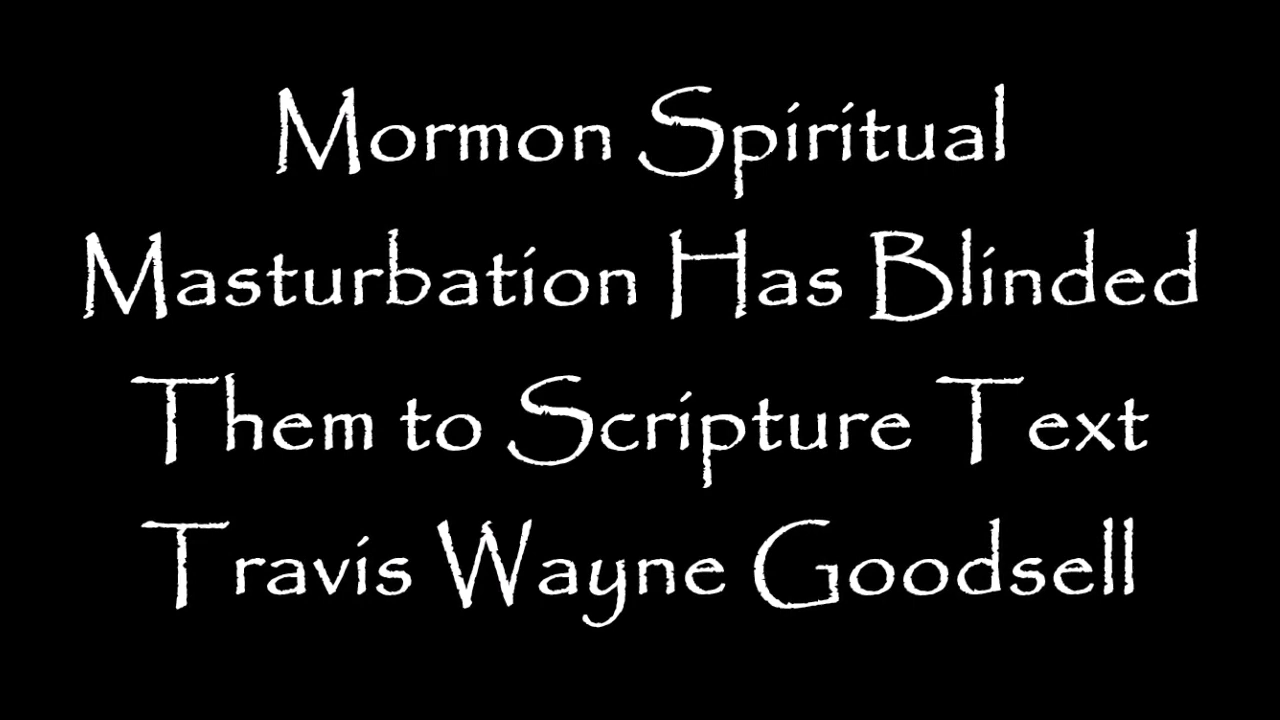 Mormon Spiritual
Masturbation Has Blinded
Them to Scripture Text
Travis Wayne Goodsell